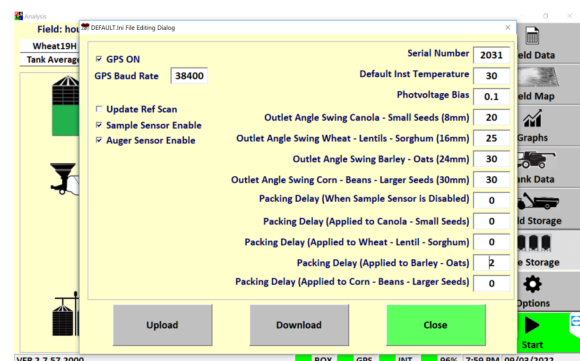 Analysis
Field: hou
DEFAULT.Ini File Editing Dialog
Wheat19H
Tank Average
GPS ON
GPS Baud Rate 38400
Update Ref Scan
Sample Sensor Enable
Auger Sensor Enable
Serial Number 2031
Default Inst Temperature 30
Photvoltage Bias 0.1
Outlet Angle Swing Canola - Small Seeds (8mm) 20
Outlet Angle Swing Wheat - Lentils - Sorghum (16mm) 25
Outlet Angle Swing Barley - Oats (24mm) 30
Outlet Angle Swing Corn - Beans - Larger Seeds (30mm) 30
Packing Delay (When Sample Sensor is Disabled) 0
Packing Delay (Applied to Canola - Small Seeds) 0
Packing Delay (Applied to Wheat - Lentil - Sorghum) 0
Packing Delay (Applied to Barley - Oats) 2
Packing Delay (Applied to Corn - Beans - Larger Seeds) 0
Upload
Download
Close
eld Data
eld Map
Graphs
nk Data
ld Storage
e Storage
Options
Start
VER 2.7.57.2000
BOX GPS INT 96% 7:59 PM 09/03/2022